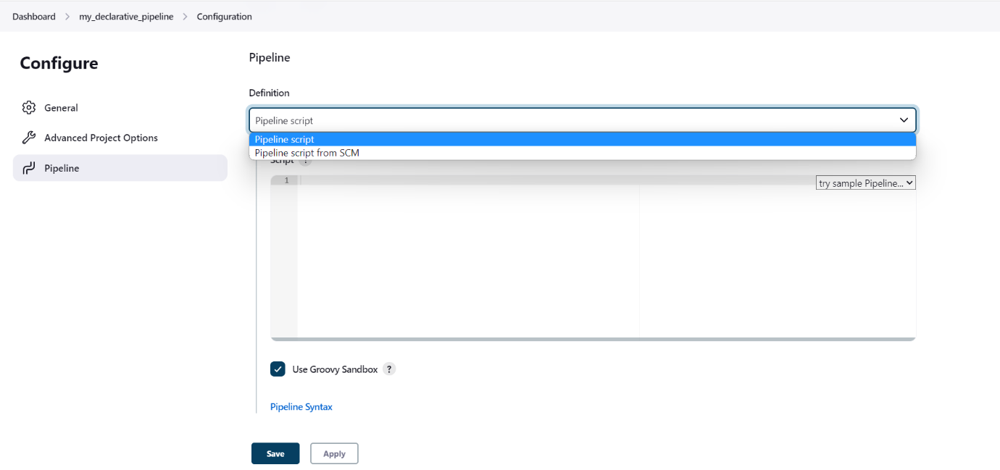 Dashboard > my_declarative_pipeline > Configuration
Configure
General
Advanced Project Options
Pipeline
Pipeline
Definition
Pipeline script
Pipeline script
Pipeline script from SCM
Script ?
1
try sample Pipeline...
Use Groovy Sandbox ?
Pipeline Syntax
Save Apply